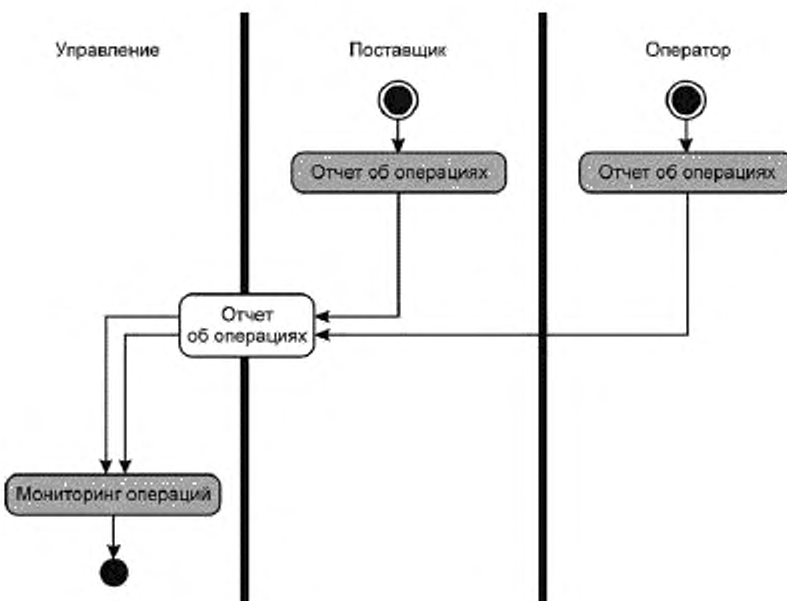 Управление
Поставщик
Оператор
Отчет об операциях
Отчет об операциях
Отчет
об операциях
Мониторинг операций